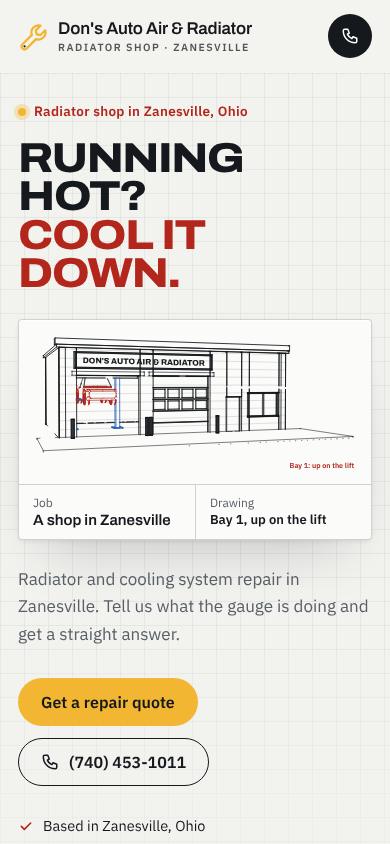 Don's Auto Air & Radiator
RADIATOR SHOP · ZANESVILLE
Radiator shop in Zanesville, Ohio
RUNNING
HOT?
COOL IT
DOWN.
DON'S AUTO AIR & RADIATOR
Bay 1: up on the lift
Job
A shop in Zanesville
Drawing
Bay 1, up on the lift
Radiator and cooling system repair in
Zanesville. Tell us what the gauge is doing and
get a straight answer.
Get a repair quote
(740) 453-1011
Based in Zanesville, Ohio